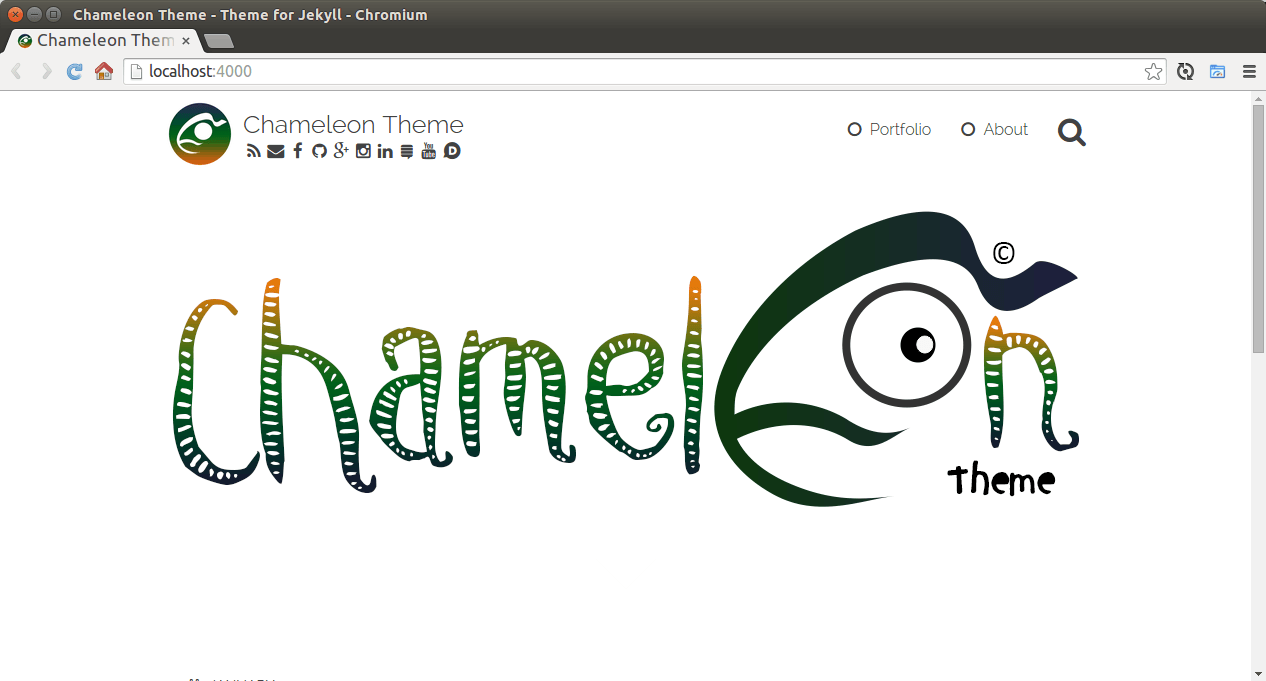 Chameleon Theme - Theme for Jekyll - Chromium
Chameleon Them
localhost:4000
Chameleon Theme
Portfolio
About
©
chameleon
theme